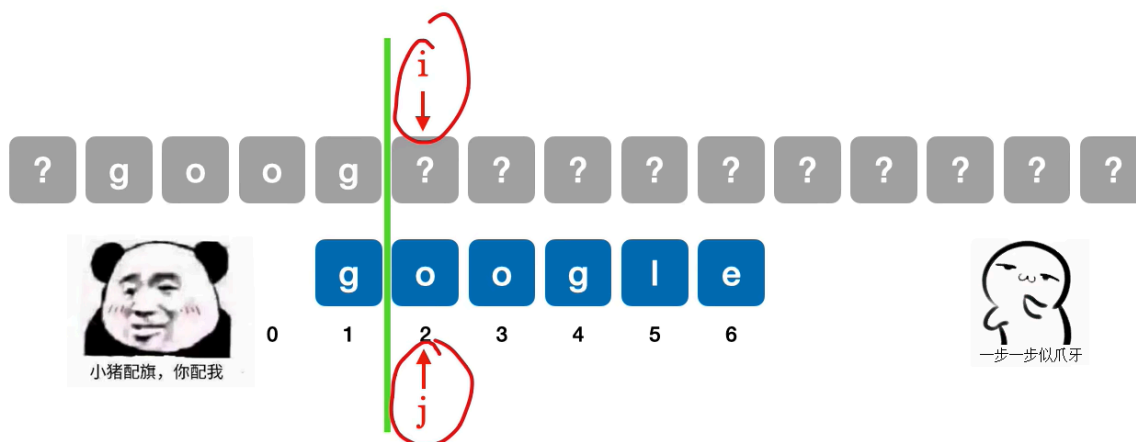 i
? g o o g ? ? ? ? ? ? ? ? ? ?
g o o g l e
0 1 2 3 4 5 6
j
小猪配旗，你配我
一步一步似爪牙